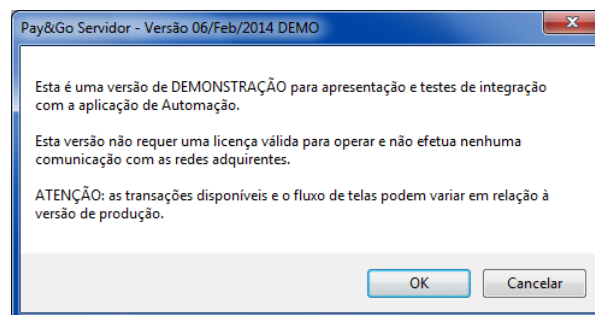 Pay&Go Servidor - Versão 06/Feb/2014 DEMO
Esta é uma versão de DEMONSTRAÇÃO para apresentação e testes de integração
com a aplicação de Automação.
Esta versão não requer uma licença válida para operar e não efetua nenhuma
comunicação com as redes adquirentes.
ATENÇÃO: as transações disponíveis e o fluxo de telas podem variar em relação à
versão de produção.
OK
Cancelar